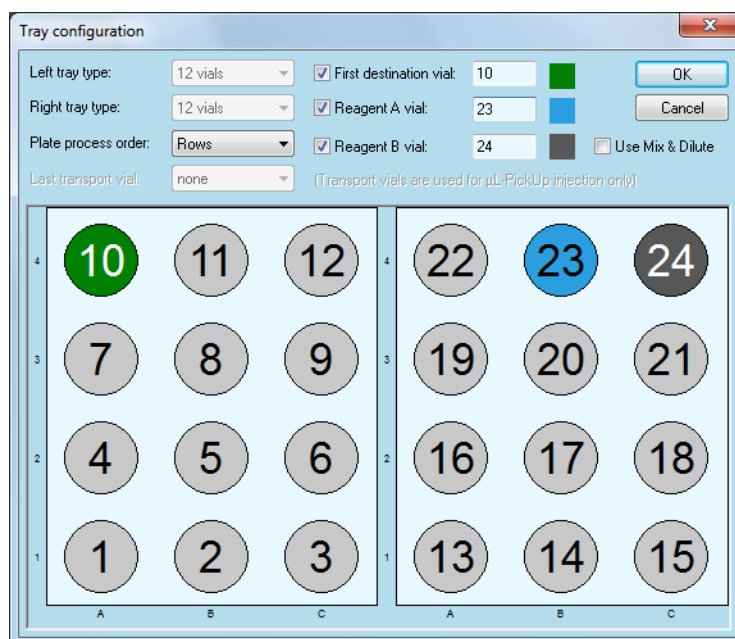 Tray configuration
Left tray type: 12 vials First destination vial: 10 OK
Right tray type: 12 vials Reagent A vial: 23 Cancel
Plate process order: Rows Reagent B vial: 24 Use Mix & Dilute
Last transport vial: none (Transport vials are used for µL-PickUp injection only)
4 10 11 12 4 22 23 24
3 7 8 9 3 19 20 21
2 4 5 6 2 16 17 18
1 1 2 3 1 13 14 15
A B C A B C